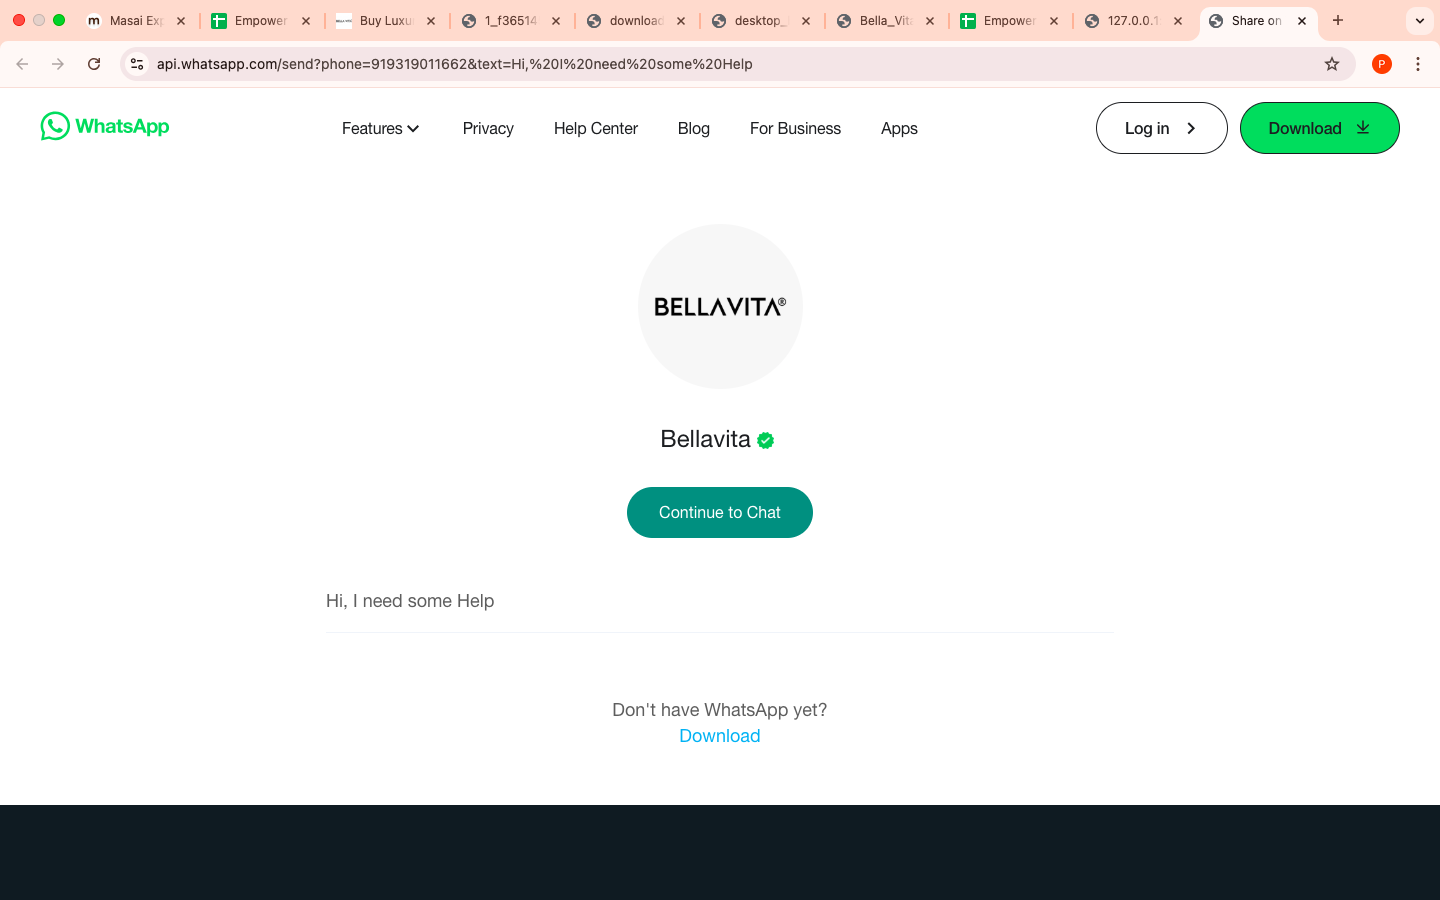 Masai Exp
Empower
Buy Luxu
1_f36514
download
desktop_
Bella_Vita
Empower
127.0.0.1
Share on
api.whatsapp.com/send?phone=919319011662&text=Hi,%20I%20need%20some%20Help
P
WhatsApp
Features
Privacy
Help Center
Blog
For Business
Apps
Log in
Download
BELLAVITA®
Bellavita
Continue to Chat
Hi, I need some Help
Don't have WhatsApp yet?
Download